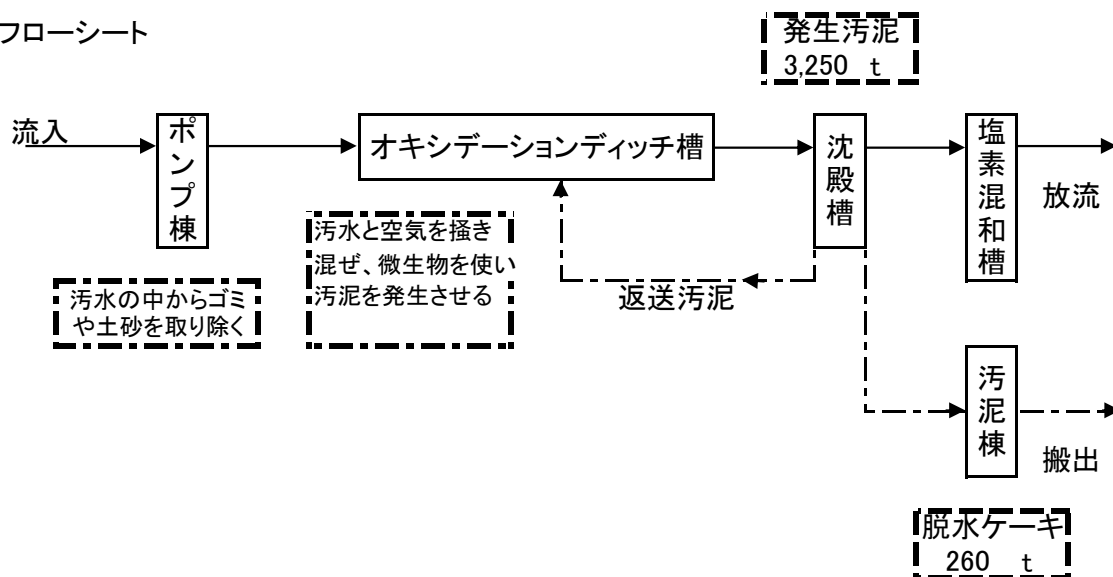 フローシート
発生汚泥
3,250 t
流入
ポンプ棟
オキシデーションディッチ槽
沈殿槽
塩素混和槽
放流
汚水と空気を掻き
混ぜ、微生物を使い
汚泥を発生させる
返送汚泥
汚水の中からゴミ
や土砂を取り除く
汚泥棟
搬出
脱水ケーキ
260 t